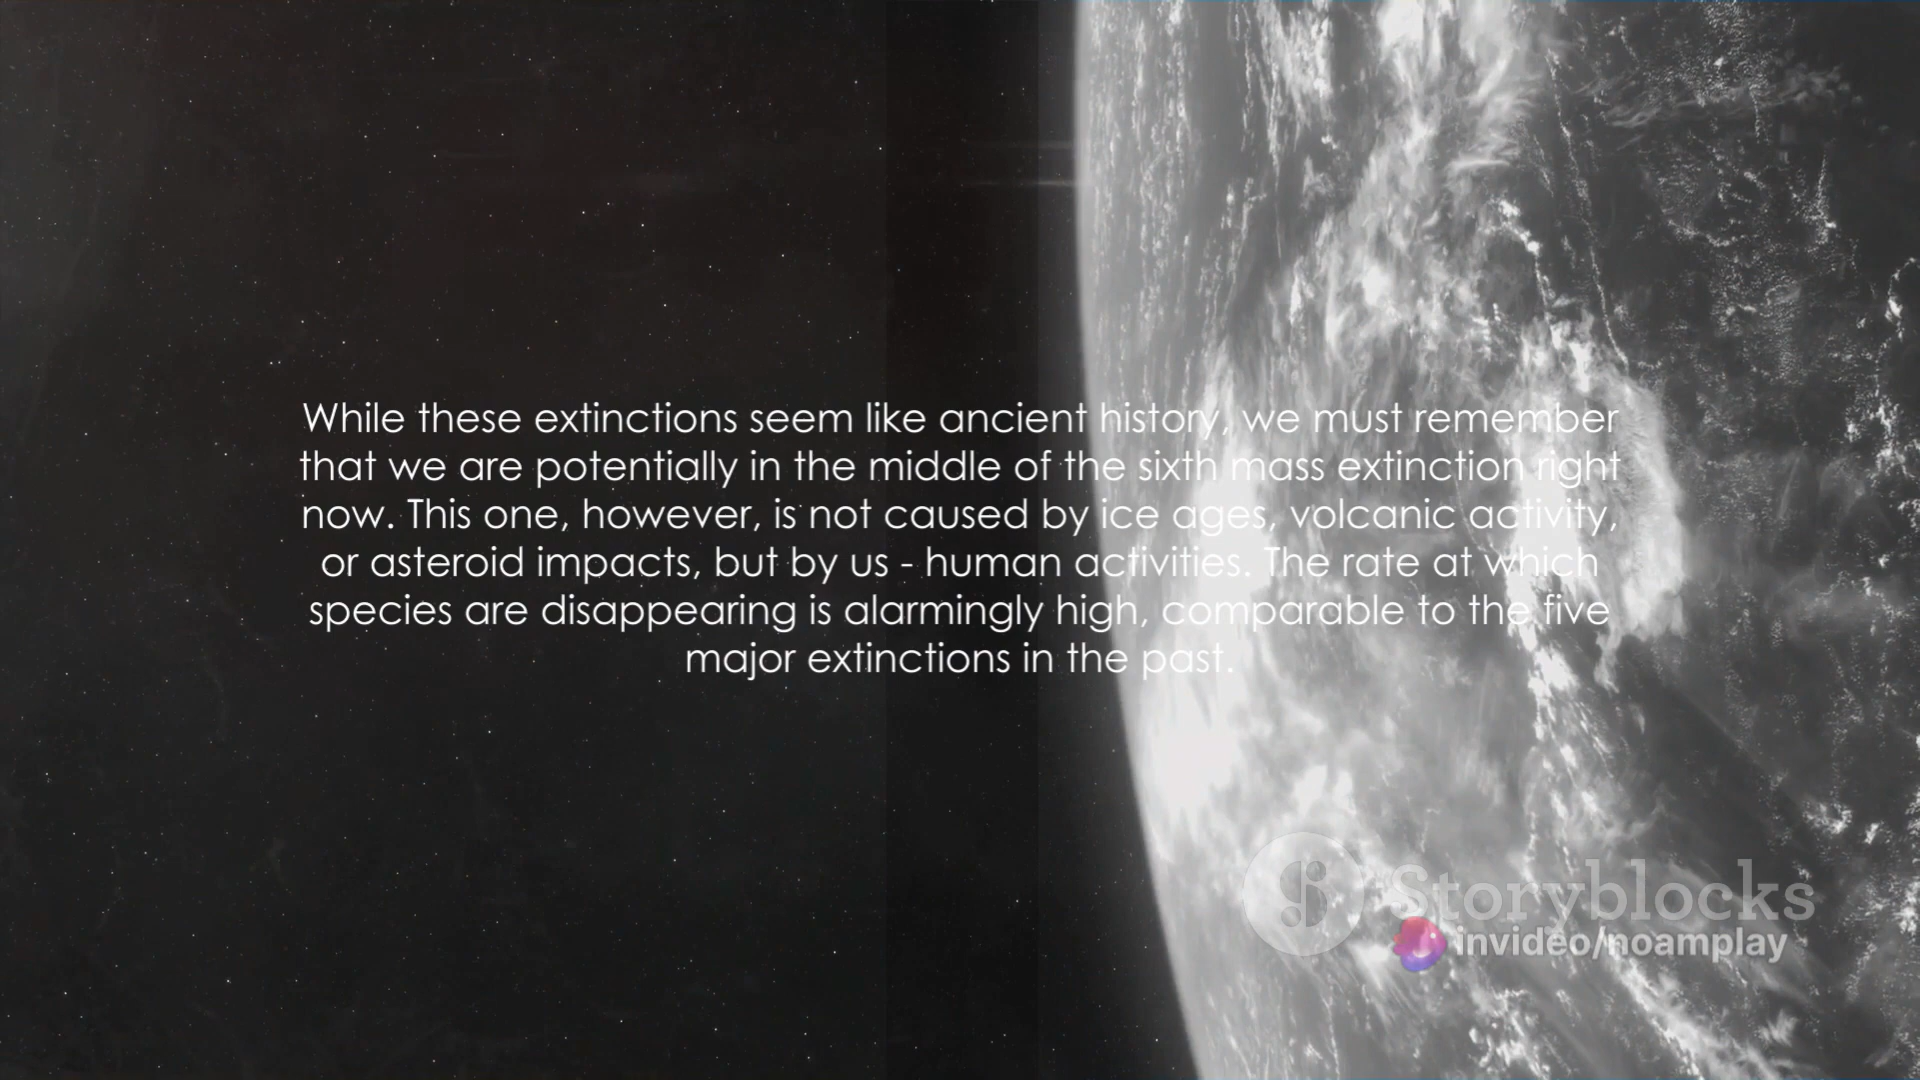 While these extinctions seem like ancient history, we must remember
that we are potentially in the middle of the sixth mass extinction right
now. This one, however, is not caused by ice ages, volcanic activity,
or asteroid impacts, but by us - human activities. The rate at which
species are disappearing is alarmingly high, comparable to the five
major extinctions in the past.
Storyblocks
invideo/noamplay